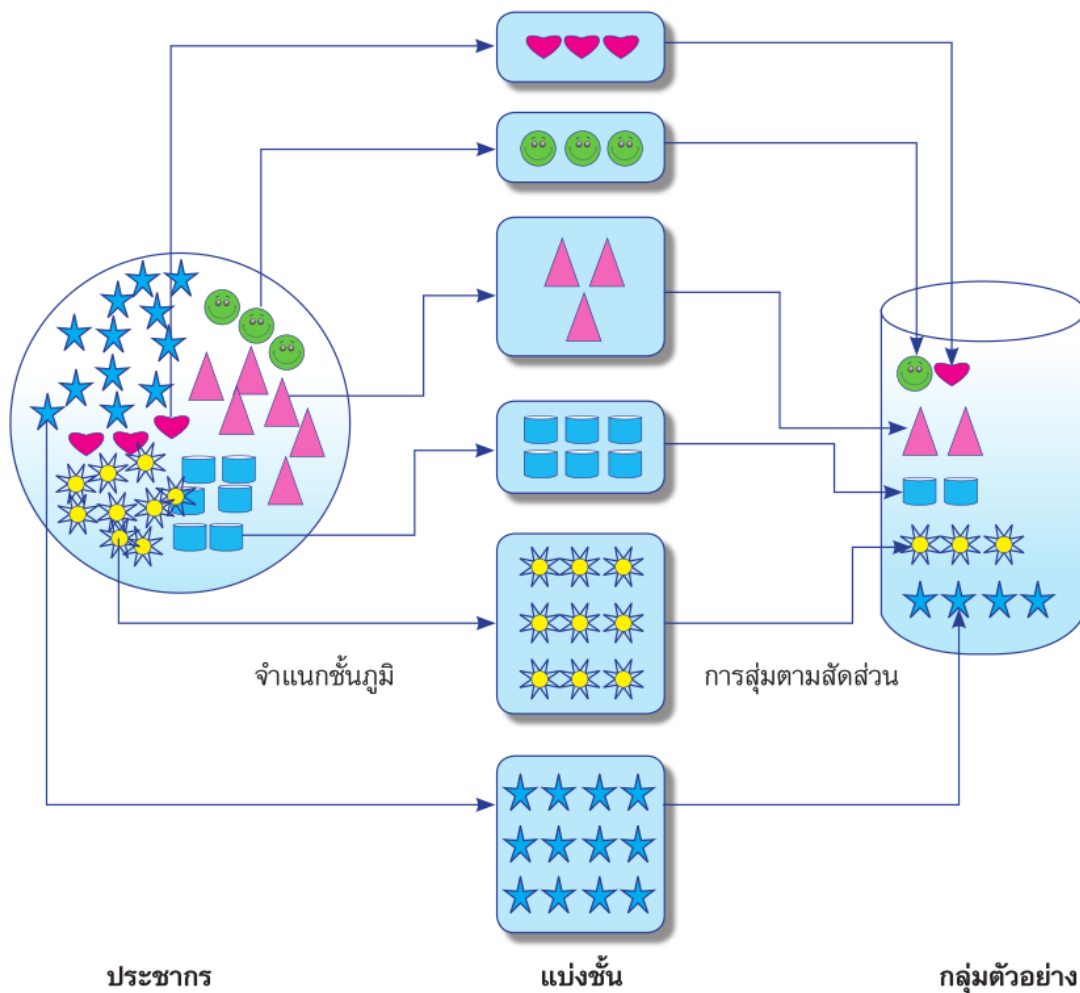 จำแนกชั้นภูมิ
การสุ่มตามสัดส่วน
ประชากร
แบ่งชั้น
กลุ่มตัวอย่าง